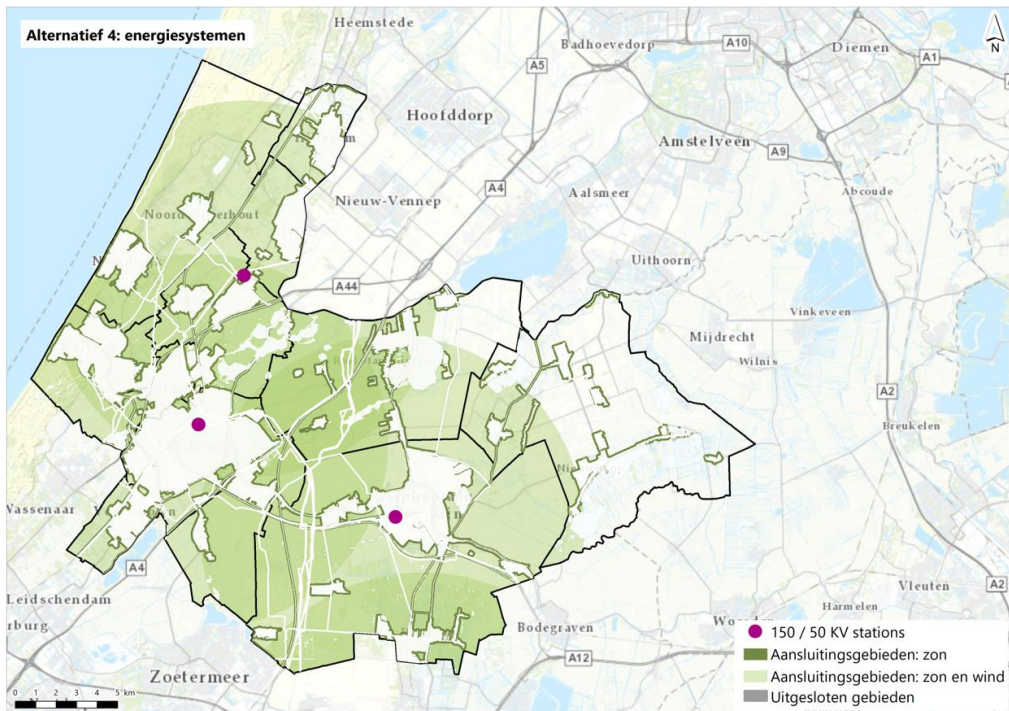 Alternatief 4: energiesystemen
Heemstede
N
Badhoevedorp
A10
Diemen
A1
A5
Hoofddorp
Amstelveen
A9
A4
Nieuw-Vennep
Aalsmeer
Abcoude
Uithoorn
A44
Vinkeveen
Mijdrecht
Wilnis
A2
Breukelen
Wassenaar
A4
Leidschendam
Vleuten
A2
Harmelen
Bodegraven
A12
Zoetermeer
150 / 50 KV stations
Aansluitingsgebieden: zon
Aansluitingsgebieden: zon en wind
Uitgesloten gebieden
0 1 2 3 4 5 km